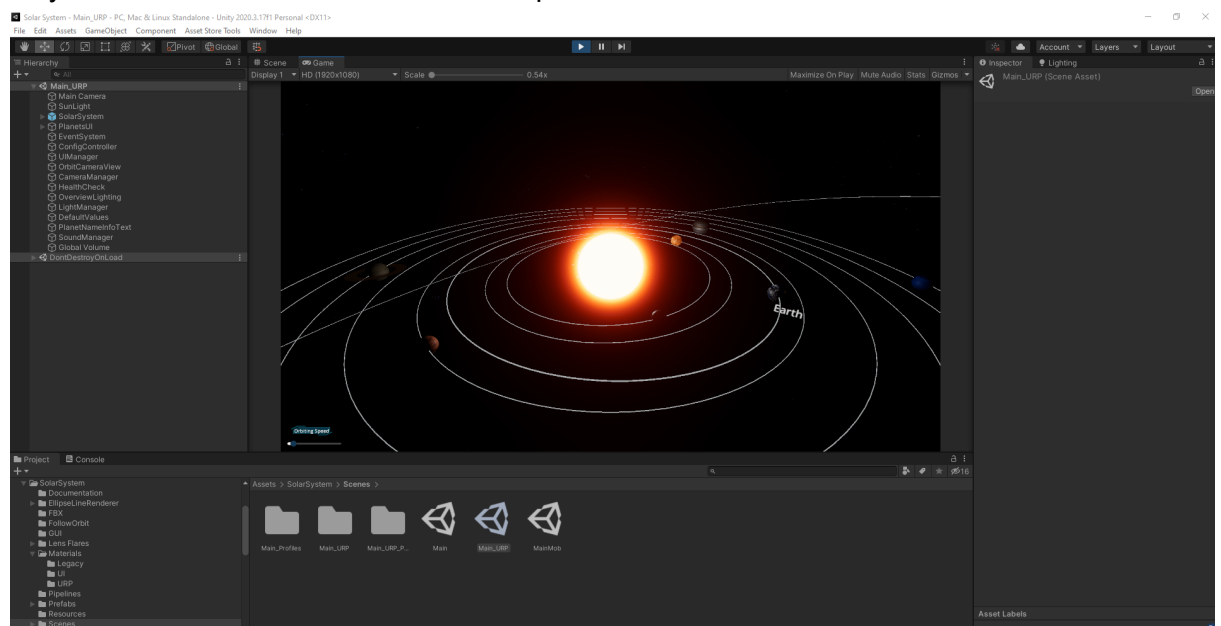 Solar System - Main_URP - PC, Mac & Linux Standalone - Unity 2020.3.17f1 Personal <DX11>
File Edit Assets GameObject Component Asset Store Tools Window Help
Pivot Global Account Layers Layout
Hierarchy
All
Main_URP
Main Camera
SunLight
SolarSystem
PlanetsUI
EventSystem
ConfigController
UIManager
OrbitCameraView
CameraManager
HealthCheck
OverviewLighting
LightManager
DefaultValues
PlanetNameInfoText
SoundManager
Global Volume
DontDestroyOnLoad
Scene Game
Display 1 HD (1920x1080) Scale 0.54x Maximize On Play Mute Audio Stats Gizmos
Earth
Orbiting Speed
Inspector Lighting
Main_URP (Scene Asset)
Open
Project Console
16
SolarSystem
Documentation
EllipseLineRenderer
FBX
FollowOrbit
GUI
Lens Flares
Materials
Legacy
UI
URP
Pipelines
Prefabs
Resources
Scenes
Assets > SolarSystem > Scenes >
Main_Profiles Main_URP Main_URP_P... Main Main_URP MainMob
Asset Labels